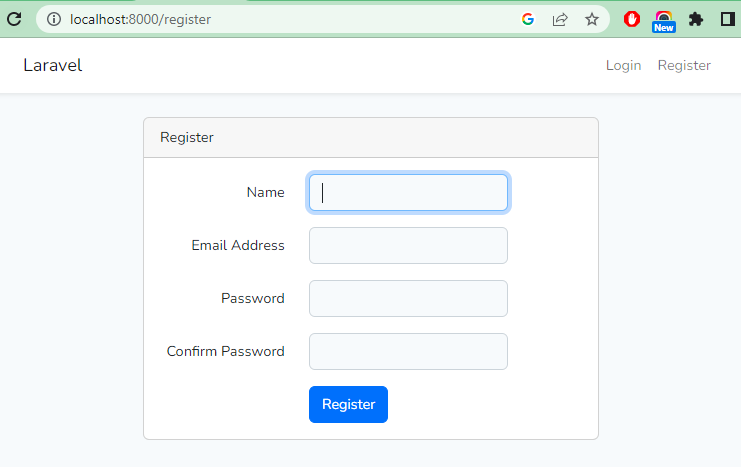 localhost:8000/register
New
Laravel
Login Register
Register
Name
Email Address
Password
Confirm Password
Register